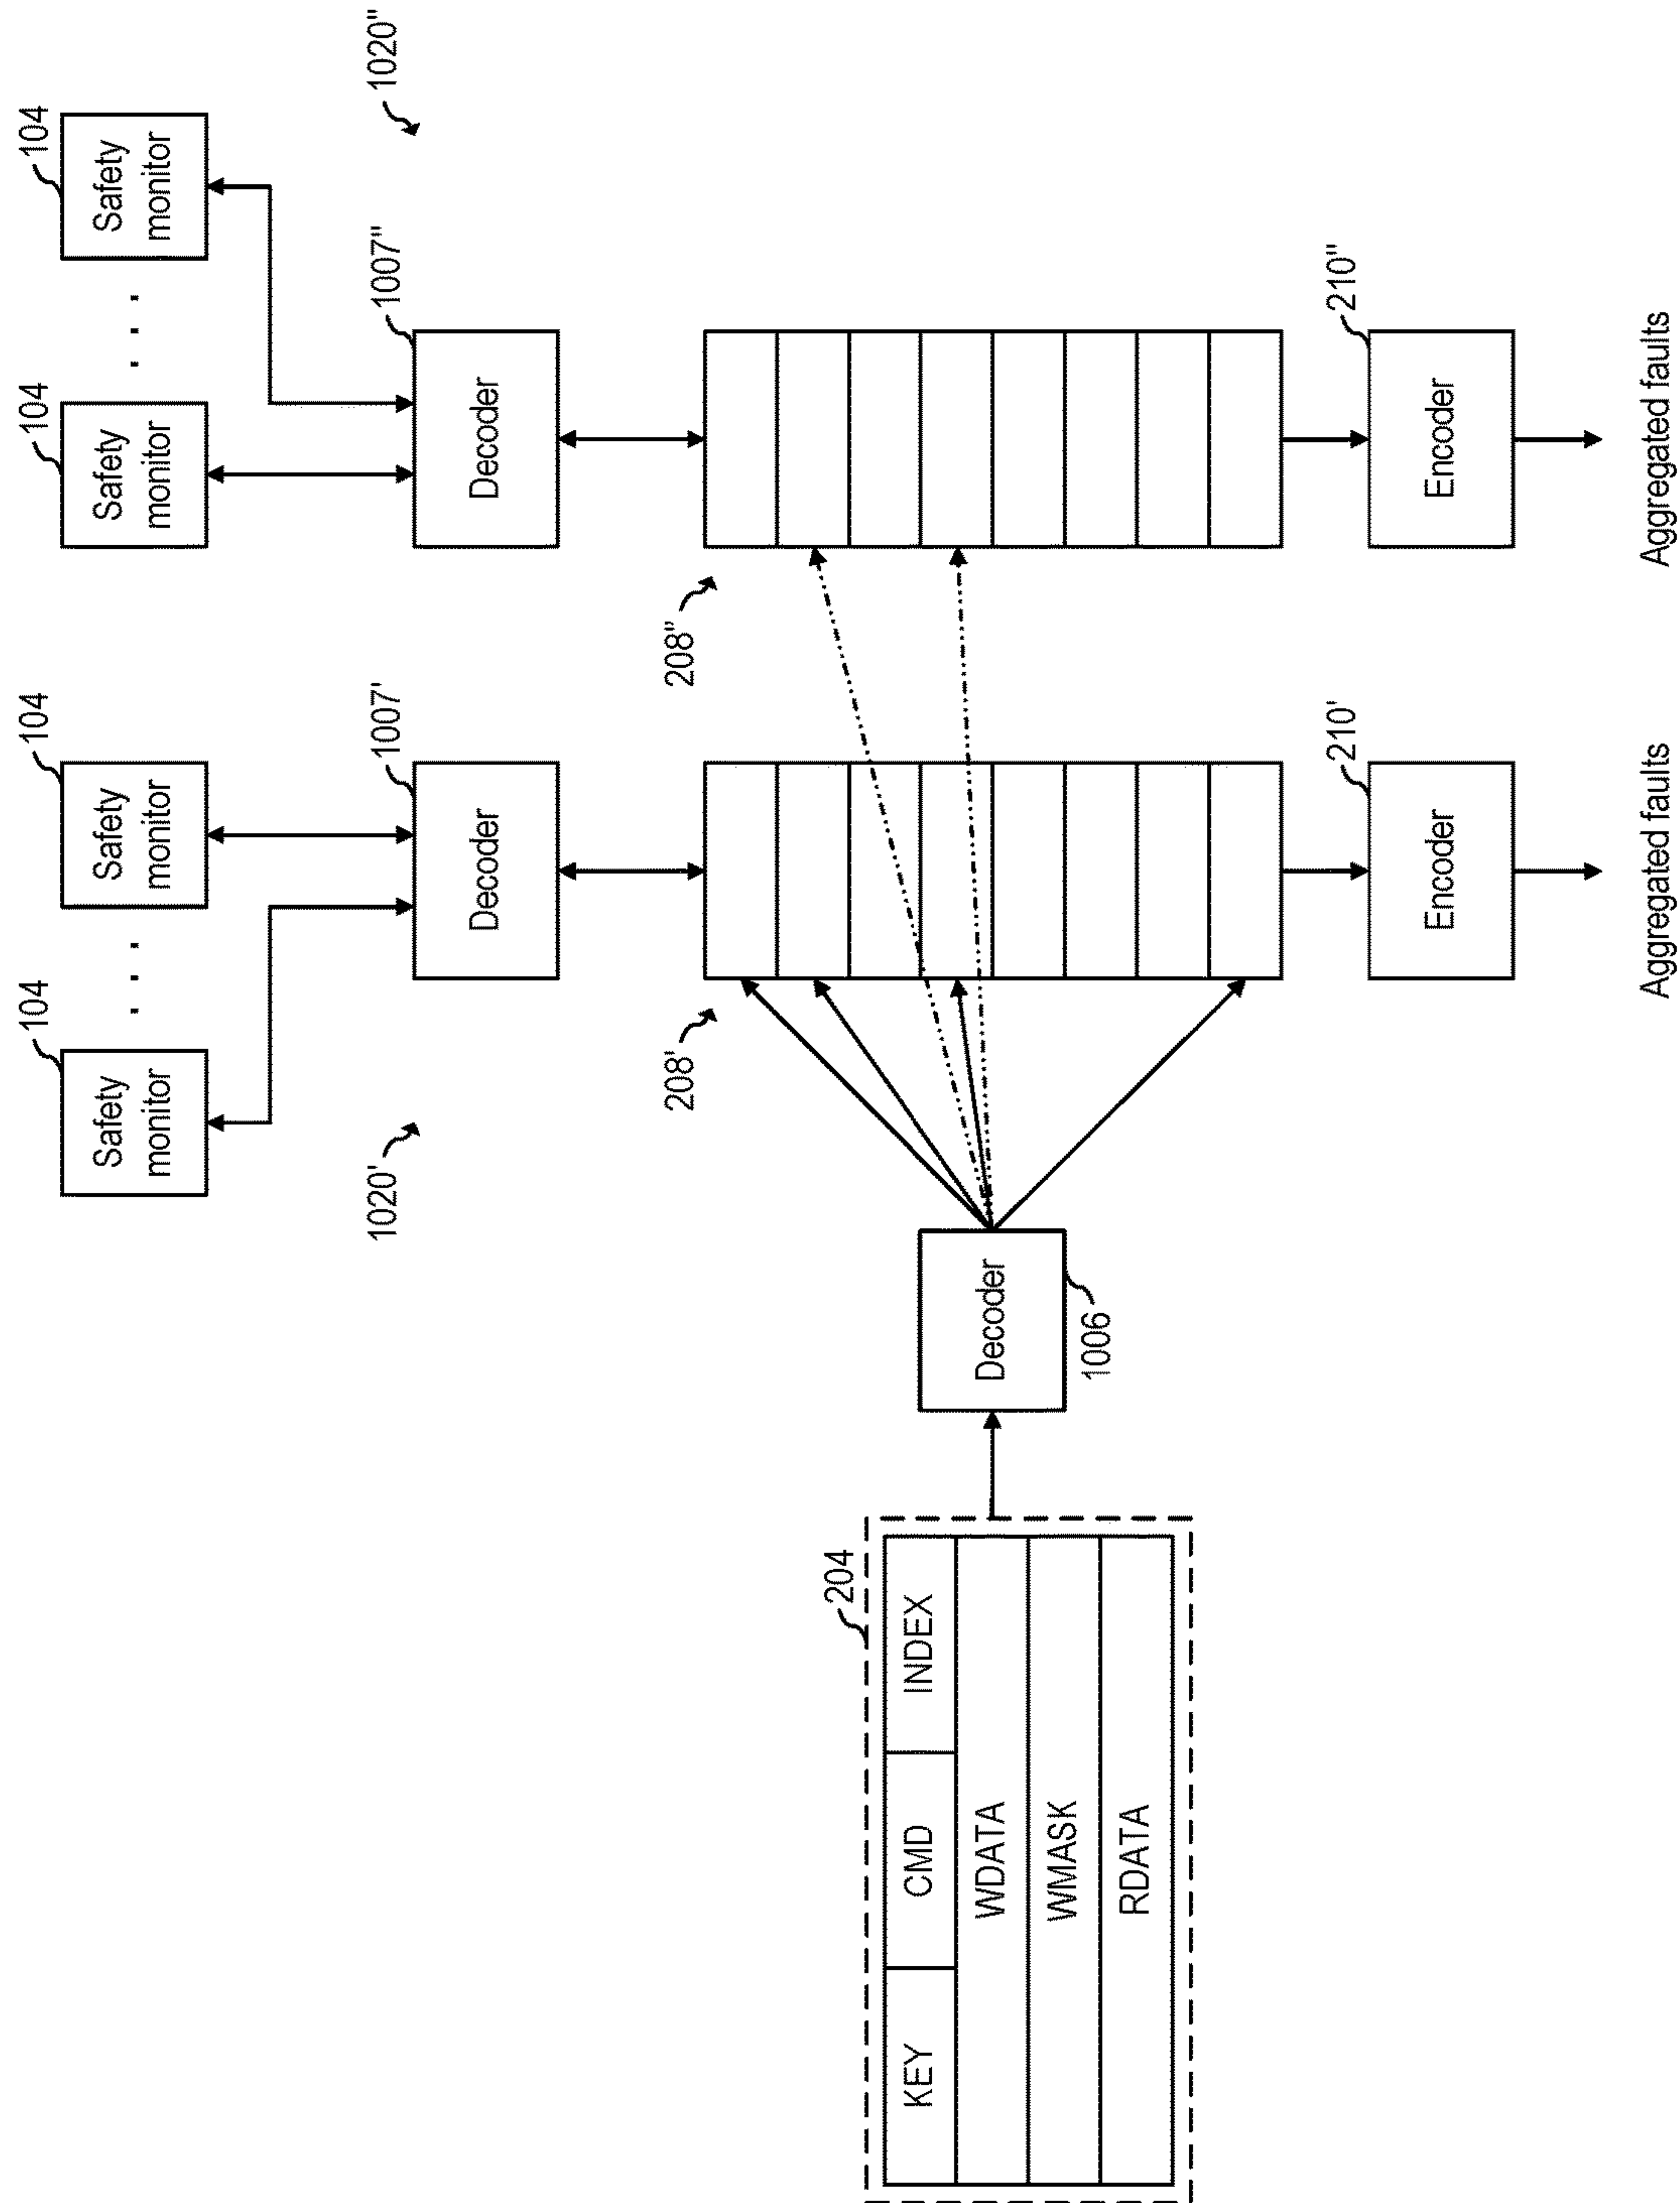 104
Safety
monitor
. . .
104
Safety
monitor
104
Safety
monitor
. . .
104
Safety
monitor
1020'
1007'
Decoder
1007"
Decoder
1020"
208'
208"
204
KEY
CMD
INDEX
WDATA
WMASK
RDATA
Decoder
1006
210'
Encoder
210"
Encoder
Aggregated faults
Aggregated faults